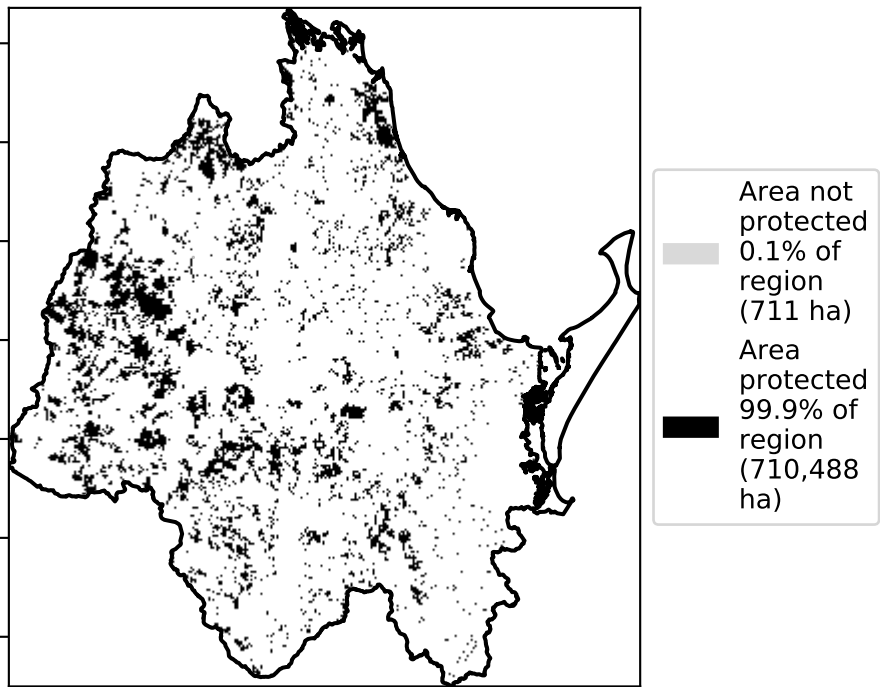 Area not
protected
0.1% of
region
(711 ha)
Area
protected
99.9% of
region
(710,488
ha)